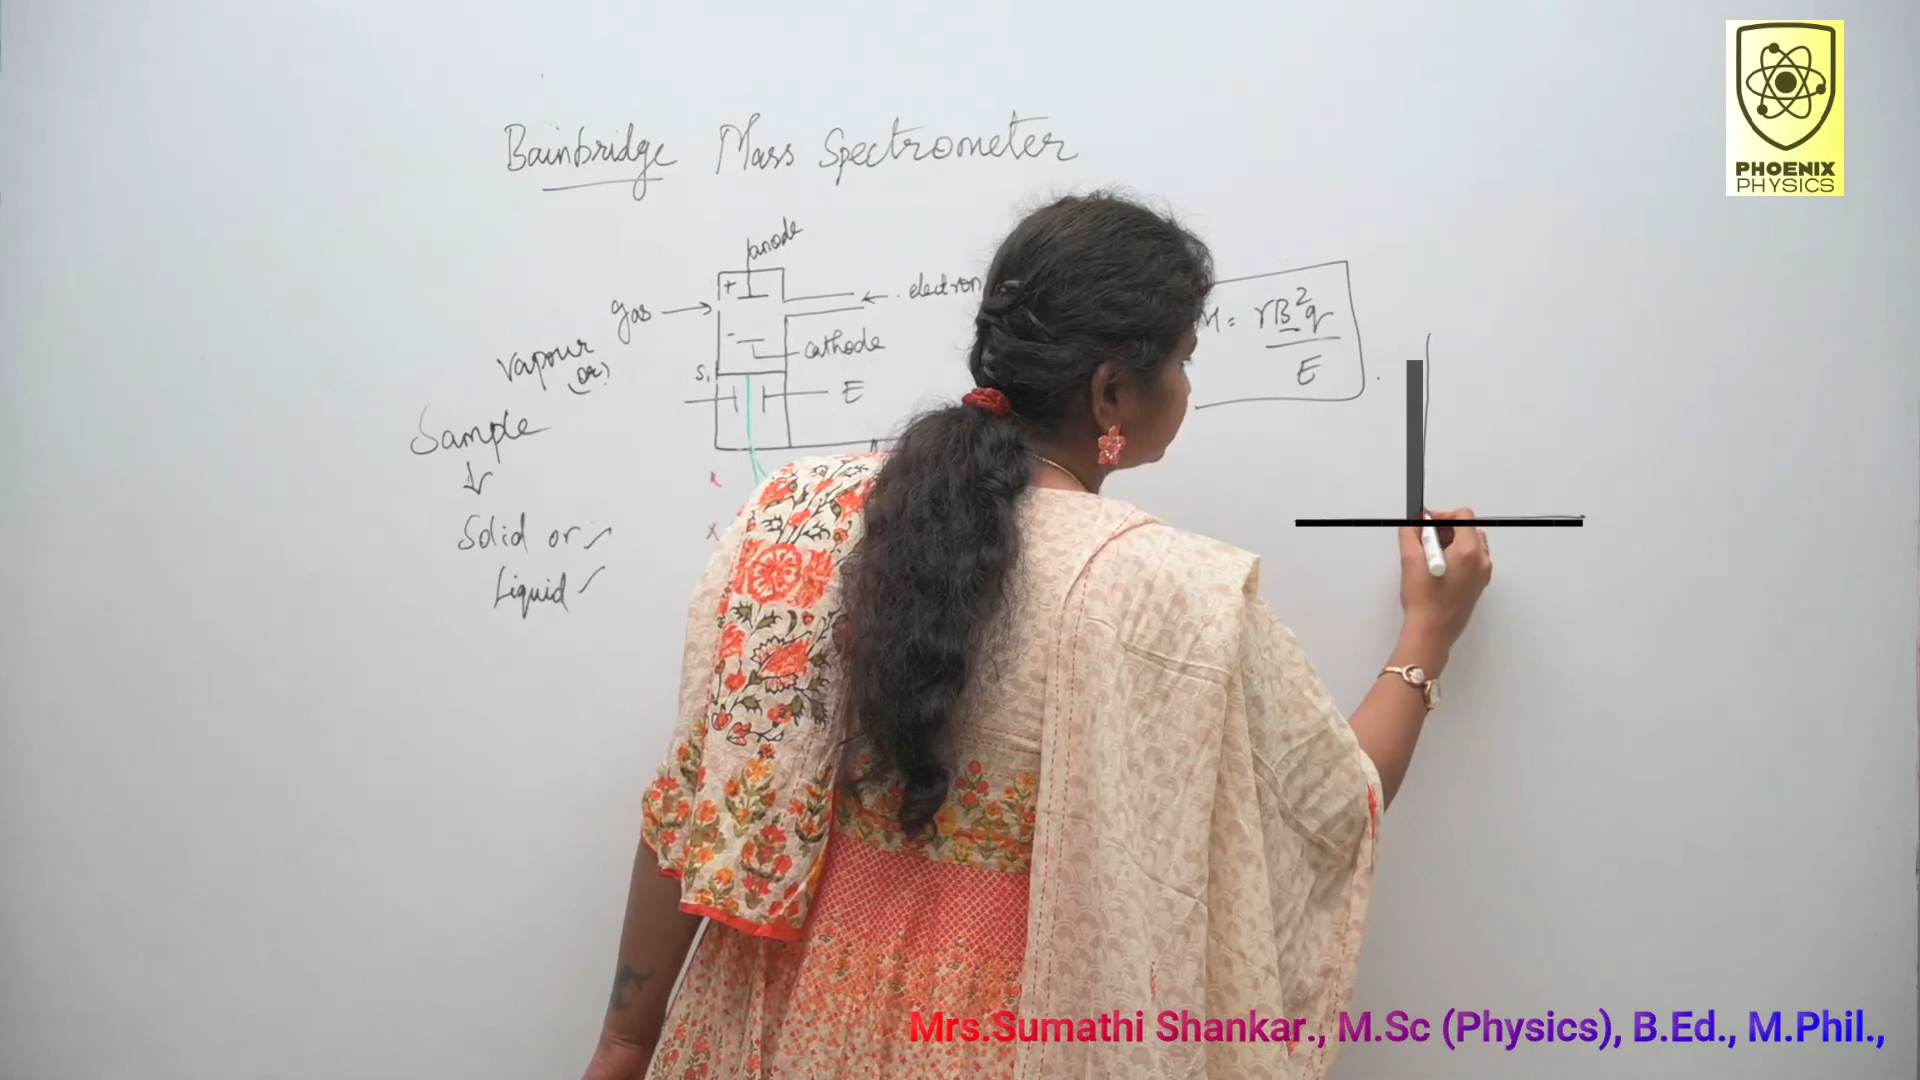 Bainbridge Mass Spectrometer
anode
+
gas
electron
-
cathode
vapour
(or)
S₁
E
Sample
Solid or
Liquid
x
x
= rB²q
E
PHOENIX
PHYSICS
Mrs.Sumathi Shankar., M.Sc (Physics), B.Ed., M.Phil.,